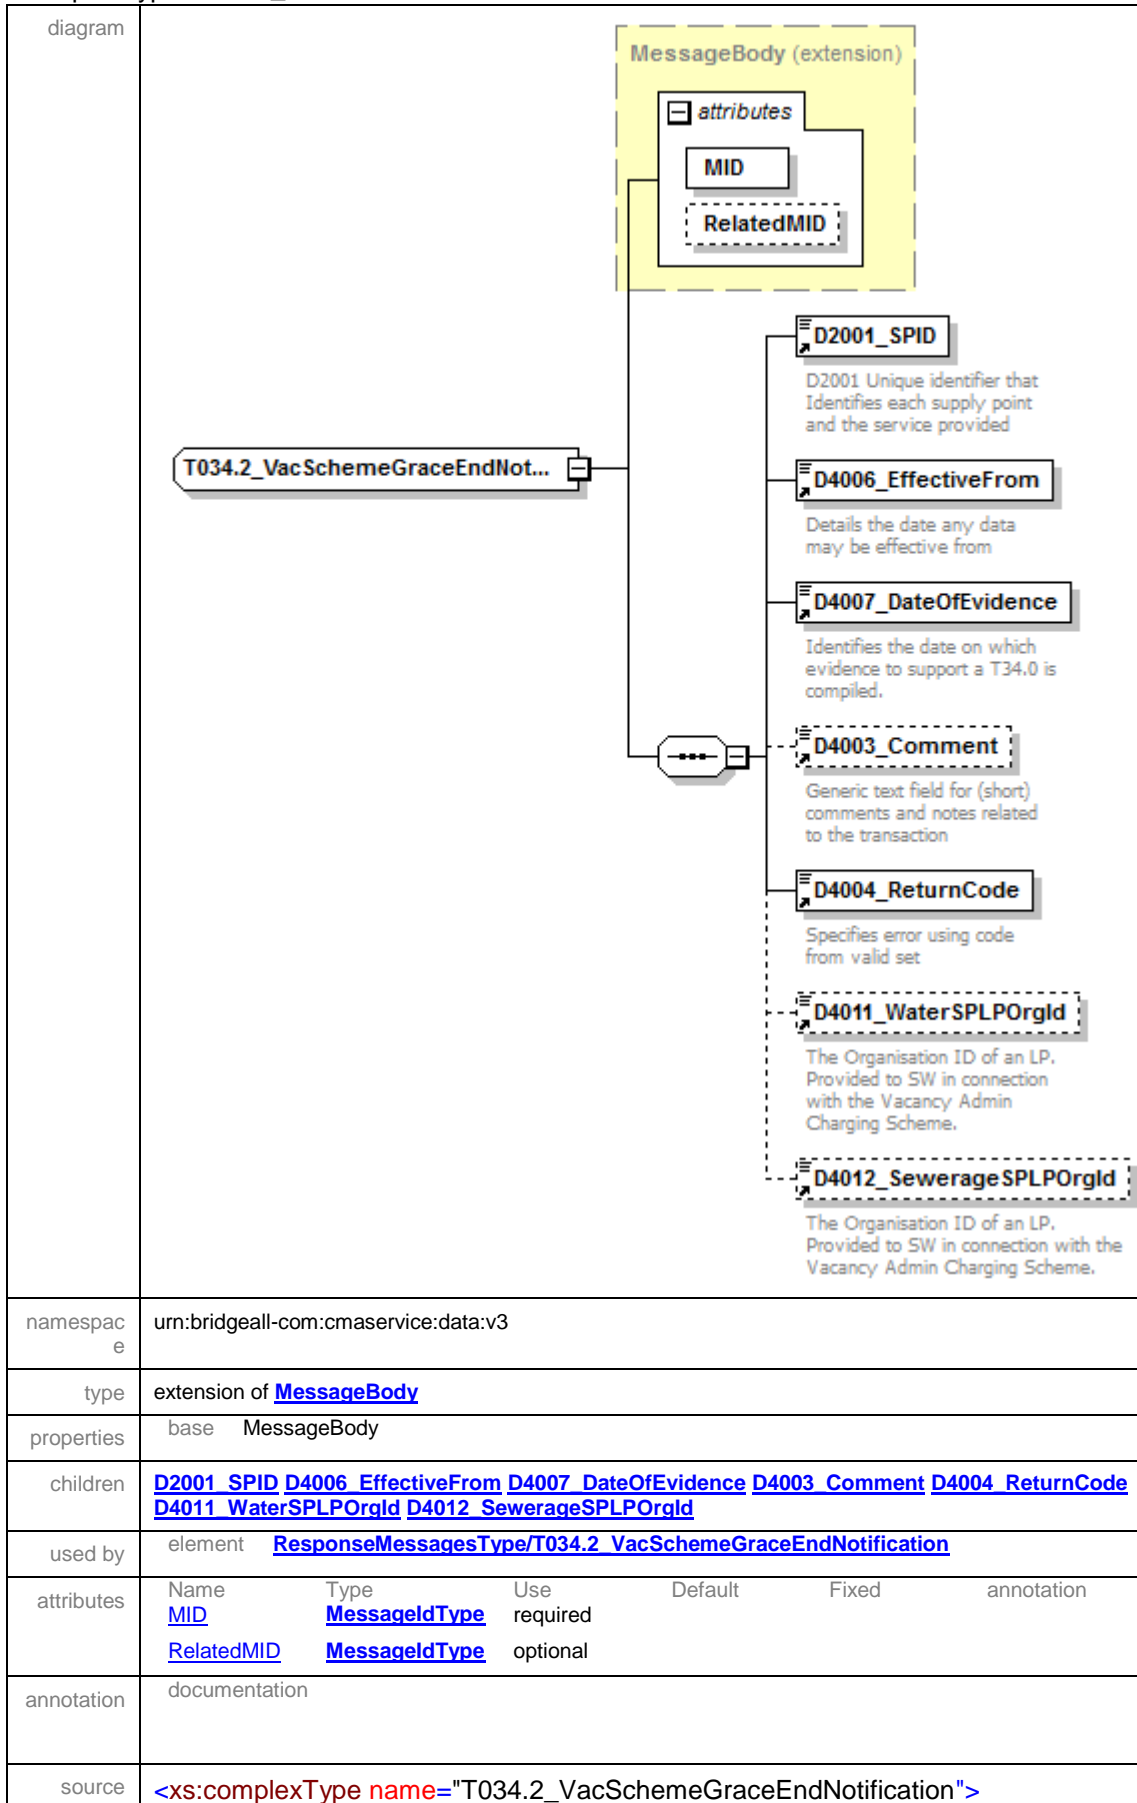 diagram
MessageBody (extension)
attributes
MID
RelatedMID
D2001_SPID
D2001 Unique identifier that
Identifies each supply point
and the service provided
T034.2_VacSchemeGraceEndNot...
D4006_EffectiveFrom
Details the date any data
may be effective from
D4007_DateOfEvidence
Identifies the date on which
evidence to support a T34.0 is
compiled.
D4003_Comment
Generic text field for (short)
comments and notes related
to the transaction
D4004_ReturnCode
Specifies error using code
from valid set
D4011_WaterSPLPOrgId
The Organisation ID of an LP.
Provided to SW in connection
with the Vacancy Admin
Charging Scheme.
D4012_SewerageSPLPOrgId
The Organisation ID of an LP.
Provided to SW in connection with the
Vacancy Admin Charging Scheme.
namespac
e
urn:bridgeall-com:cmaservice:data:v3
type extension of MessageBody
properties base MessageBody
children D2001_SPID D4006_EffectiveFrom D4007_DateOfEvidence D4003_Comment D4004_ReturnCode
D4011_WaterSPLPOrgId D4012_SewerageSPLPOrgId
used by element ResponseMessagesType/T034.2_VacSchemeGraceEndNotification
attributes Name Type Use Default Fixed annotation
MID MessageIdType required
RelatedMID MessageIdType optional
annotation documentation
source <xs:complexType name="T034.2_VacSchemeGraceEndNotification">